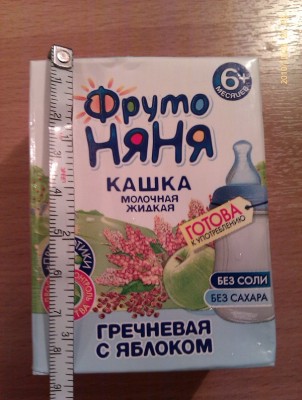 6+
МЕСЯЦЕВ
Фруто
НЯНЯ
КАШКА
МОЛОЧНАЯ
ЖИДКАЯ
ГОТОВА
К УПОТРЕБЛЕНИЮ
БЕЗ СОЛИ
БЕЗ САХАРА
ГРЕЧНЕВАЯ
С ЯБЛОКОМ